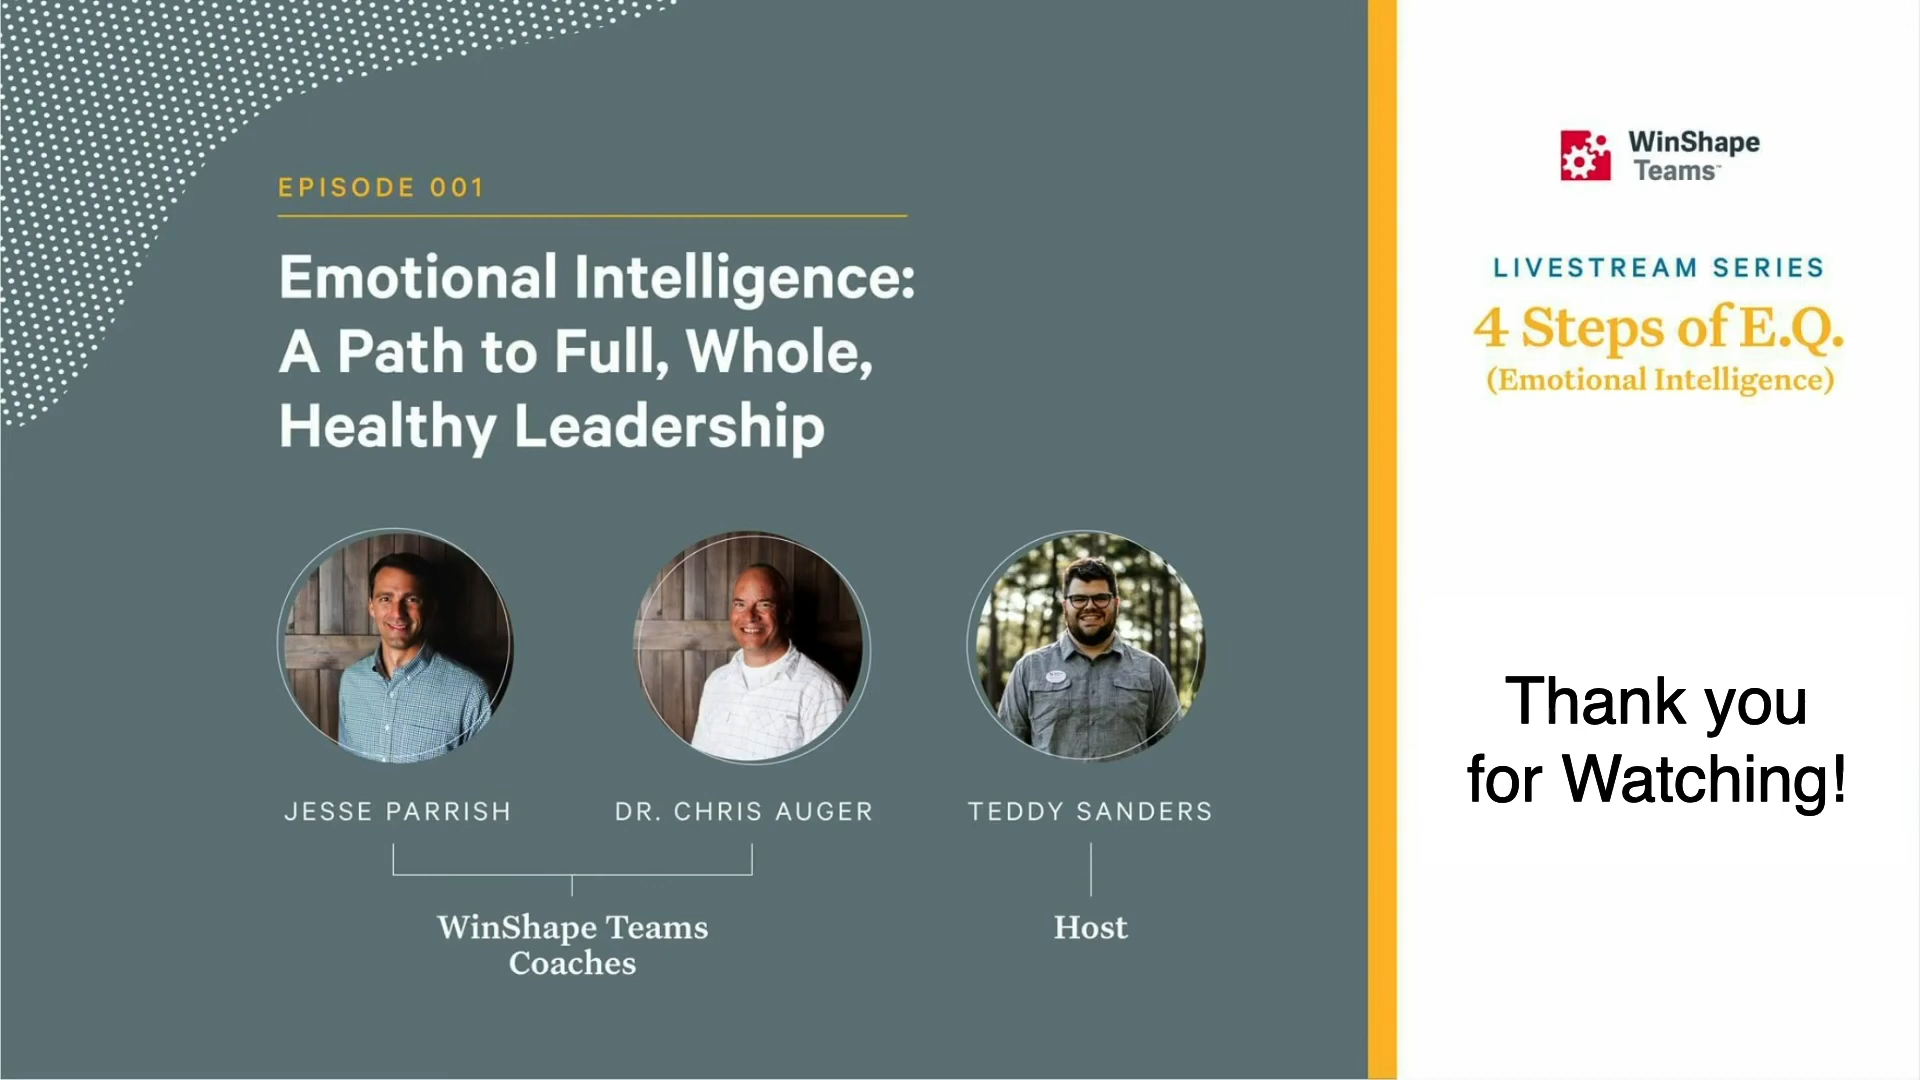 EPISODE 001
Emotional Intelligence:
A Path to Full, Whole,
Healthy Leadership
JESSE PARRISH
DR. CHRIS AUGER
TEDDY SANDERS
WinShape Teams
Coaches
Host
WinShape
Teams™
LIVESTREAM SERIES
4 Steps of E.Q.
(Emotional Intelligence)
Thank you
for Watching!